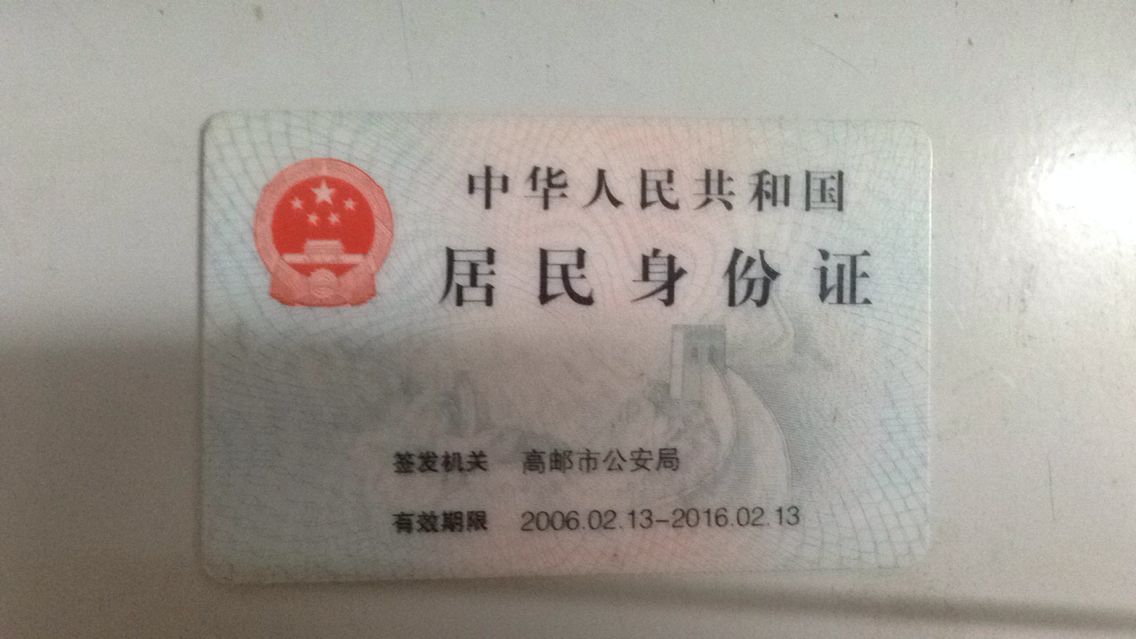 中华人民共和国
居民身份证
签发机关 高邮市公安局
有效期限 2006.02.13-2016.02.13